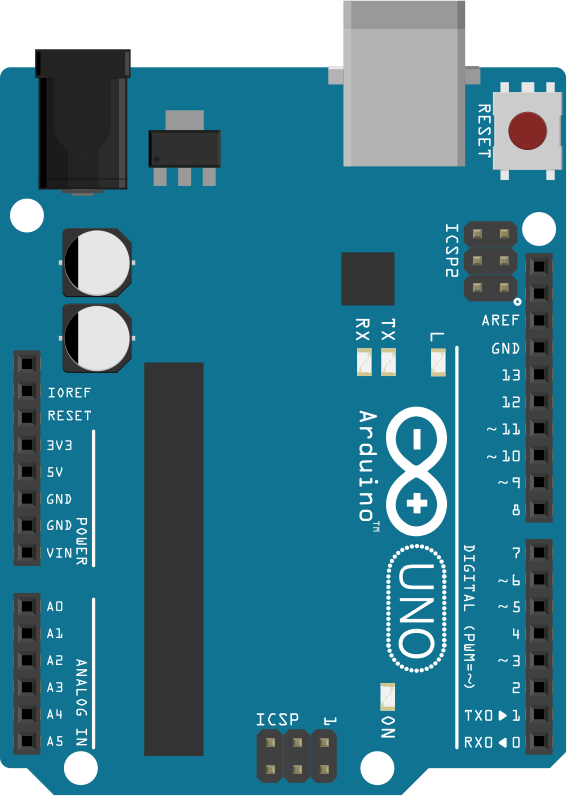 RESET
ICSP2
RX
TX
L
AREF
GND
13
12
~11
~10
~9
8
7
~6
~5
4
~3
2
TX0▶1
RX0◀0
IOREF
RESET
3V3
5V
GND
GND
VIN
POWER
A0
A1
A2
A3
A4
A5
ANALOG IN
Arduino™
UNO
DIGITAL (PWM=~)
ON
ICSP
1